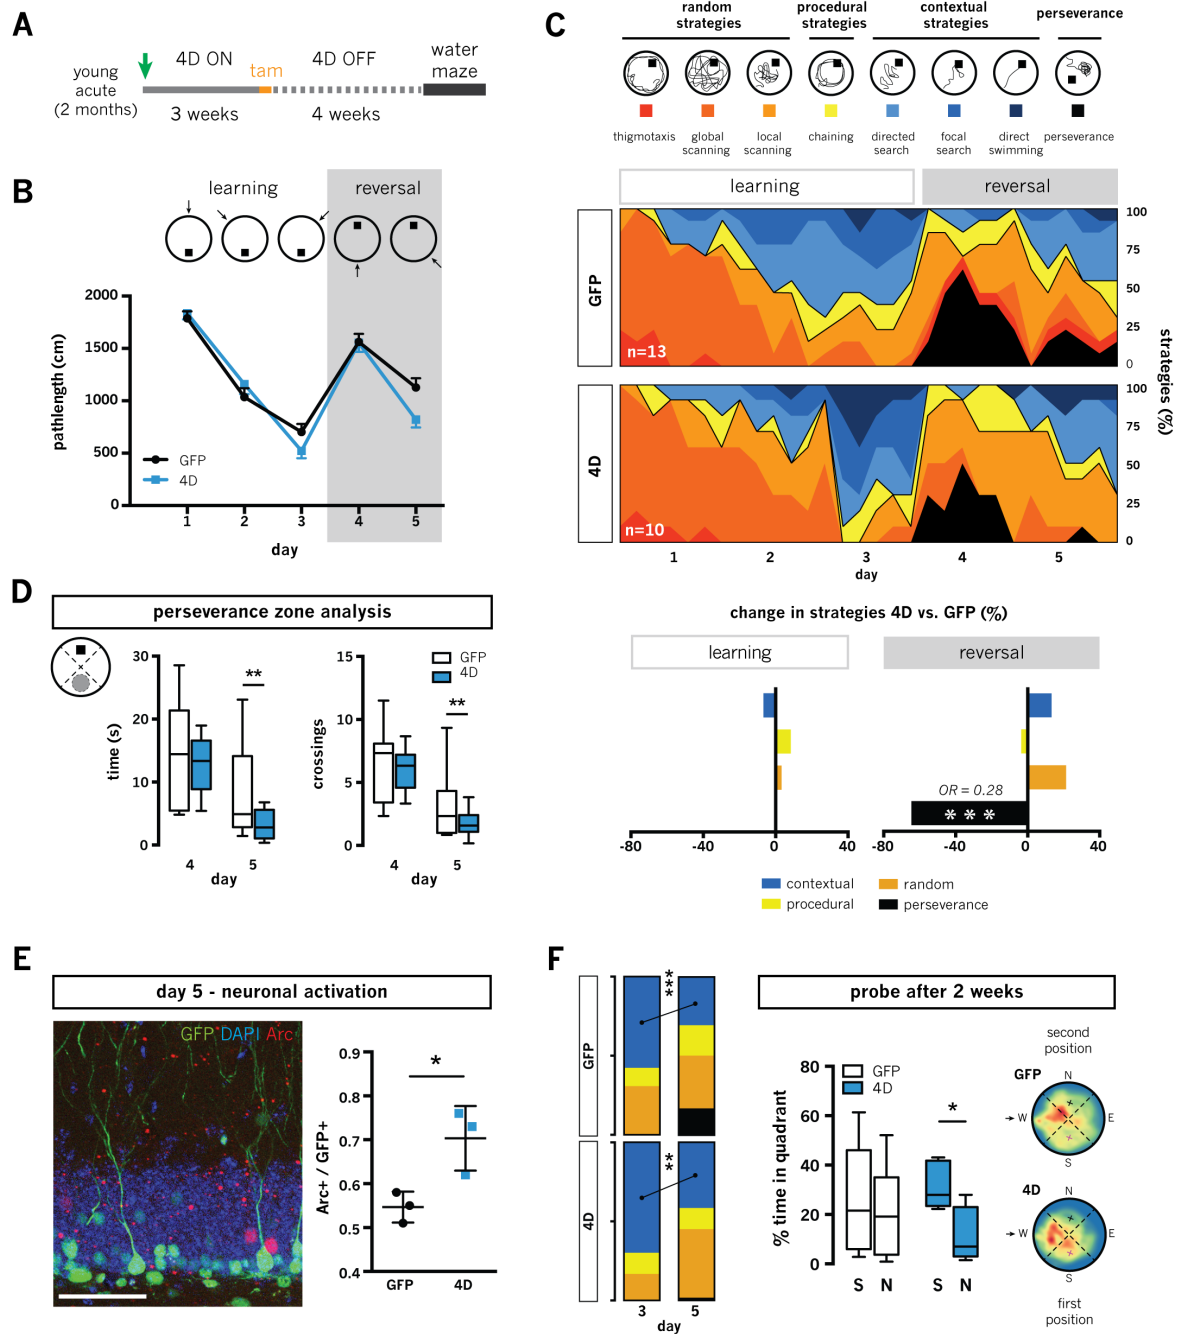 A
young
acute
(2 months)
4D ON
tam
4D OFF
water
maze
3 weeks
4 weeks
B
learning
reversal
pathlength (cm)
2000
1500
1000
500
0
GFP
4D
1 2 3 4 5
day
C
random
strategies
procedural
strategies
contextual
strategies
perseverance
thigmotaxis
global
scanning
local
scanning
chaining
directed
search
focal
search
direct
swimming
perseverance
learning
reversal
GFP
n=13
100
75
50
25
0
4D
n=10
100
75
50
25
0
strategies (%)
1 2 3 4 5
day
change in strategies 4D vs. GFP (%)
learning
reversal
OR = 0.28
***
-80 -40 0 40
-80 -40 0 40
contextual
random
procedural
perseverance
D
perseverance zone analysis
time (s)
30
20
10
0
**
4 5
day
crossings
15
10
5
0
GFP
4D
**
4 5
day
E
day 5 - neuronal activation
GFP DAPI Arc
Arc+ / GFP+
0.9
0.8
0.7
0.6
0.5
0.4
*
GFP 4D
F
GFP
***
4D
**
3 5
day
probe after 2 weeks
% time in quadrant
80
60
40
20
0
GFP
4D
*
S N S N
second
position
GFP
N
W
E
S
4D
N
W
E
S
first
position